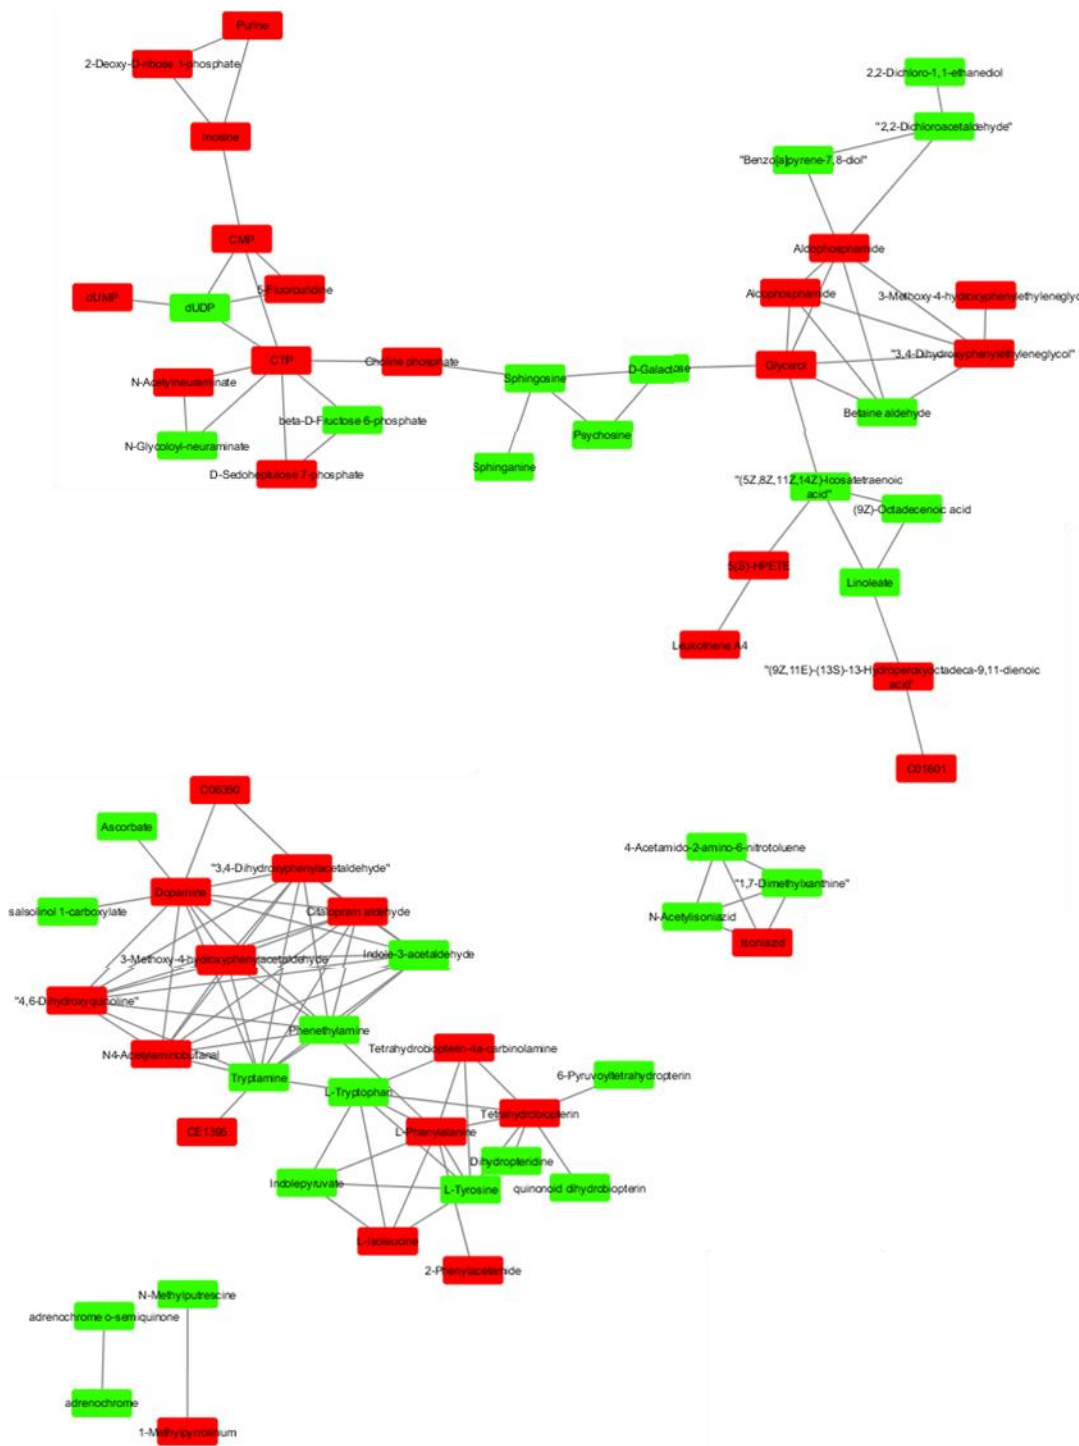 Purine
2-Deoxy-D-ribose 1-phosphate
2,2-Dichloro-1,1-ethanediol
"2,2-Dichloroacetaldehyde"
Inosine
"Benzo[a]pyrene-7,8-diol"
CMP
Aldophosphamide
5-Fluorouridine
dUMP
dUDP
Aldophosphamide
3-Methoxy-4-hydroxyphenylethyleneglyc
"3,4-Dihydroxyphenylethyleneglycol"
CTP
Choline phosphate
Glycerol
D-Galactose
Sphingosine
N-Acetylneuraminate
beta-D-Fructose 6-phosphate
Betaine aldehyde
N-Glycoloyl-neuraminate
Psychosine
Sphinganine
D-Sedoheptulose 7-phosphate
"(5Z,8Z,11Z,14Z)-Icosatetraenoic
acid"
(9Z)-Octadecenoic acid
5(S)-HPETE
Linoleate
Leukotriene A4
"(9Z,11E)-(13S)-13-Hydroperoxyoctadeca-9,11-dienoic
acid"
C01601
C06350
Ascorbate
4-Acetamido-2-amino-6-nitrotoluene
"3,4-Dihydroxyphenylacetaldehyde"
Dopamine
"1,7-Dimethylxanthine"
salsolinol 1-carboxylate
Citalopram aldehyde
N-Acetylisoniazid
Isoniazid
3-Methoxy-4-hydroxyphenylacetaldehyde
Indole-3-acetaldehyde
"4,6-Dihydroxyquinoline"
Phenethylamine
N4-Acetylaminobutanal
Tetrahydrobiopterin-4a-carbinolamine
Tryptamine
6-Pyruvoyltetrahydropterin
L-Tryptophan
Tetrahydrobiopterin
CE1395
L-Phenylalanine
Dihydropteridine
Indolepyruvate
L-Tyrosine
quinonoid dihydrobiopterin
L-Isoleucine
2-Phenylacetamide
N-Methylputrescine
adrenochrome o-semiquinone
adrenochrome
1-Methylpyrrolinium